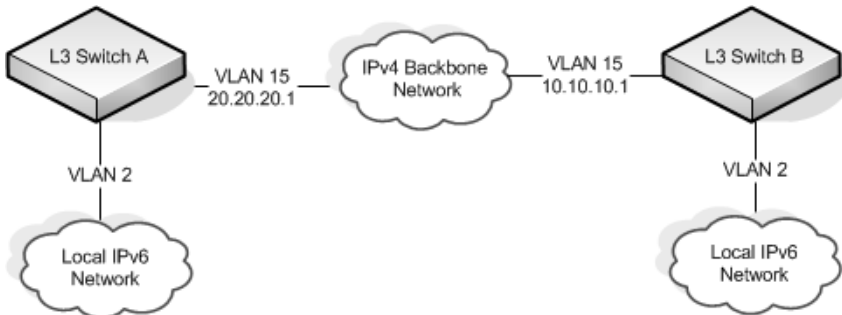 L3 Switch A
VLAN 15
20.20.20.1
IPv4 Backbone
Network
VLAN 15
10.10.10.1
L3 Switch B
VLAN 2
VLAN 2
Local IPv6
Network
Local IPv6
Network